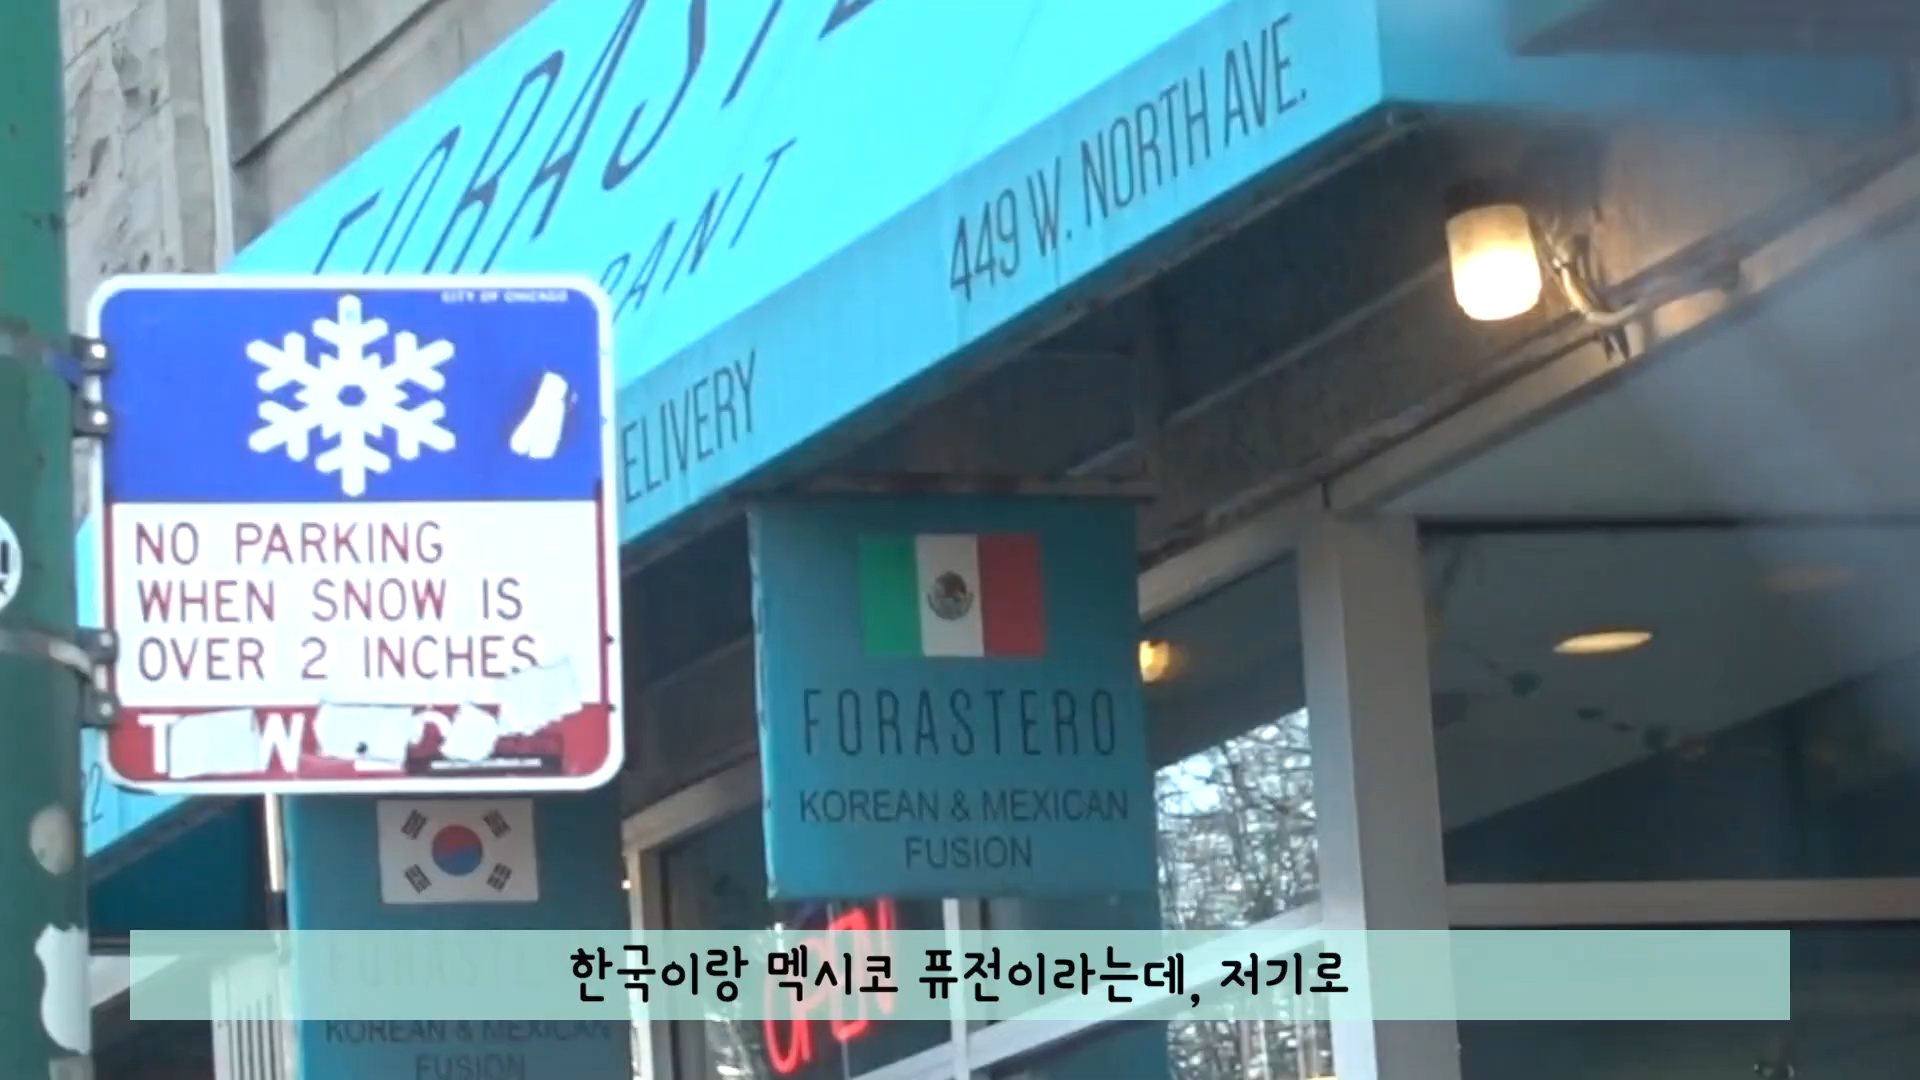 449 W. NORTH AVE.
CITY OF CHICAGO
ELIVERY
NO PARKING
WHEN SNOW IS
OVER 2 INCHES
FORASTERO
KOREAN & MEXICAN
FUSION
OPEN
한국이랑 멕시코 퓨전이라는데, 저기로
KOREAN & MEXICAN
FUSION